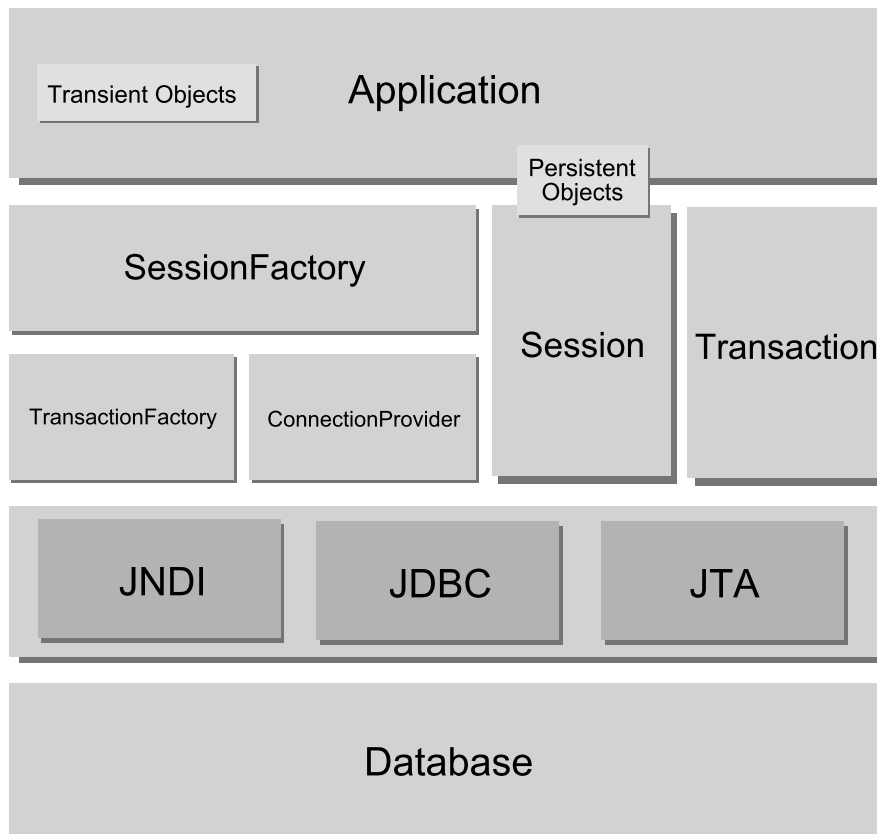 Transient Objects
Application
Persistent
Objects
SessionFactory
Session
Transaction
TransactionFactory
ConnectionProvider
JNDI
JDBC
JTA
Database